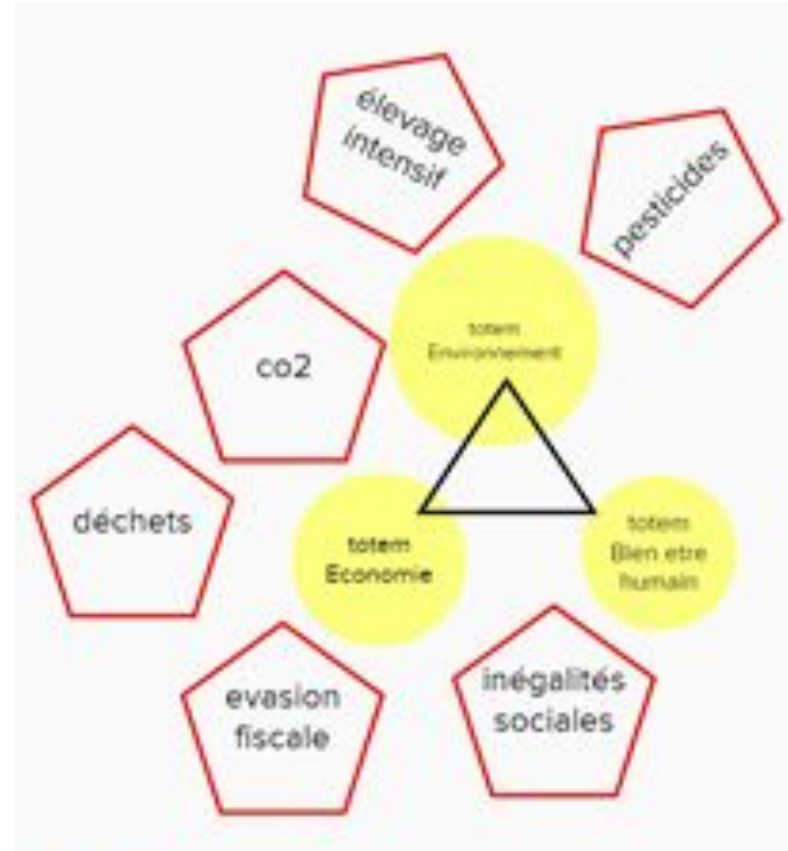 élevage
intensif
pesticides
totem
Environnement
co2
déchets
totem
Economie
totem
Bien etre
humain
evasion
fiscale
inégalités
sociales